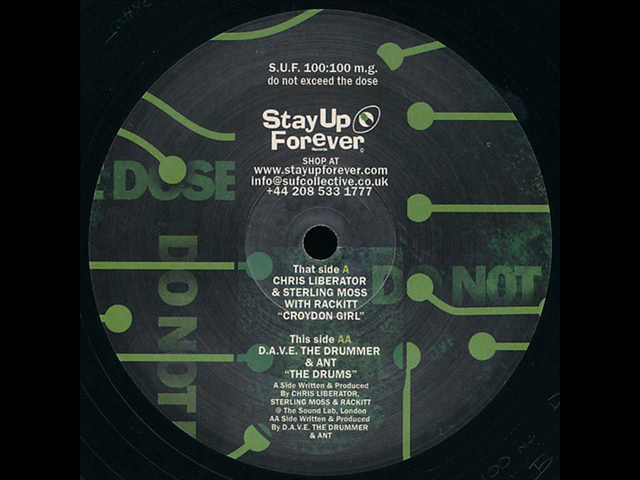 S.U.F. 100:100 m.g.
do not exceed the dose
Stay Up
Forever
Records
SHOP AT
www.stayupforever.com
info@sufcollective.co.uk
+44 208 533 1777
DOSE
DO NOT
DO NOT
That side A
CHRIS LIBERATOR
& STERLING MOSS
WITH RACKITT
"CROYDON GIRL"
This side AA
D.A.V.E. THE DRUMMER
& ANT
"THE DRUMS"
A Side Written & Produced
By CHRIS LIBERATOR,
STERLING MOSS & RACKITT
@ The Sound Lab, London
AA Side Written & Produced
By D.A.V.E. THE DRUMMER
& ANT